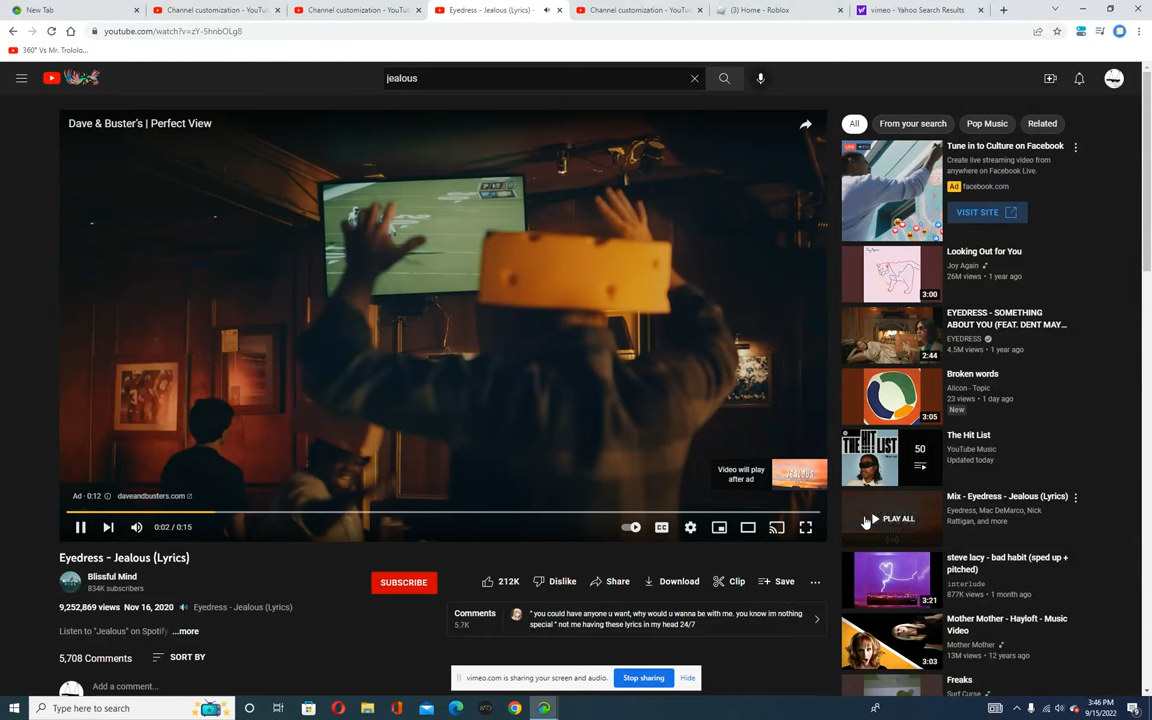 New Tab
Channel customization - YouTu
Channel customization - YouTu
Eyedress - Jealous (Lyrics) -
Channel customization - YouTu
(3) Home - Roblox
vimeo - Yahoo Search Results
youtube.com/watch?v=zY-5hnbOLg8
360° Vs Mr. Trololo...
jealous
Dave & Buster's | Perfect View
Video will play
after ad
JEALOUS
Ad · 0:12 daveandbusters.com
0:02 / 0:15
CC
Eyedress - Jealous (Lyrics)
Blissful Mind
834K subscribers
SUBSCRIBE
212K
Dislike
Share
Download
Clip
Save
9,252,869 views Nov 16, 2020
Eyedress - Jealous (Lyrics)
Listen to "Jealous" on Spotify
...more
Comments
5.7K
" you could have anyone u want, why would u wanna be with me. you know im nothing
special " not me having these lyrics in my head 24/7
5,708 Comments
SORT BY
Add a comment...
All
From your search
Pop Music
Related
LIVE
Tune in to Culture on Facebook
Create live streaming video from
anywhere on Facebook Live.
Ad facebook.com
VISIT SITE
3:00
Looking Out for You
Joy Again
26M views • 1 year ago
2:44
EYEDRESS - SOMETHING
ABOUT YOU (FEAT. DENT MAY...
EYEDRESS
4.5M views • 1 year ago
3:05
Broken words
Alicon - Topic
23 views • 1 day ago
New
THE HIT LIST
50
The Hit List
YouTube Music
Updated today
PLAY ALL
Mix - Eyedress - Jealous (Lyrics)
Eyedress, Mac DeMarco, Nick
Rattigan, and more
3:21
steve lacy - bad habit (sped up +
pitched)
interlude
877K views • 1 month ago
3:03
Mother Mother - Hayloft - Music
Video
Mother Mother
13M views • 12 years ago
Freaks
Surf Curse
vimeo.com is sharing your screen and audio.
Stop sharing
Hide
Type here to search
3:46 PM
9/15/2022